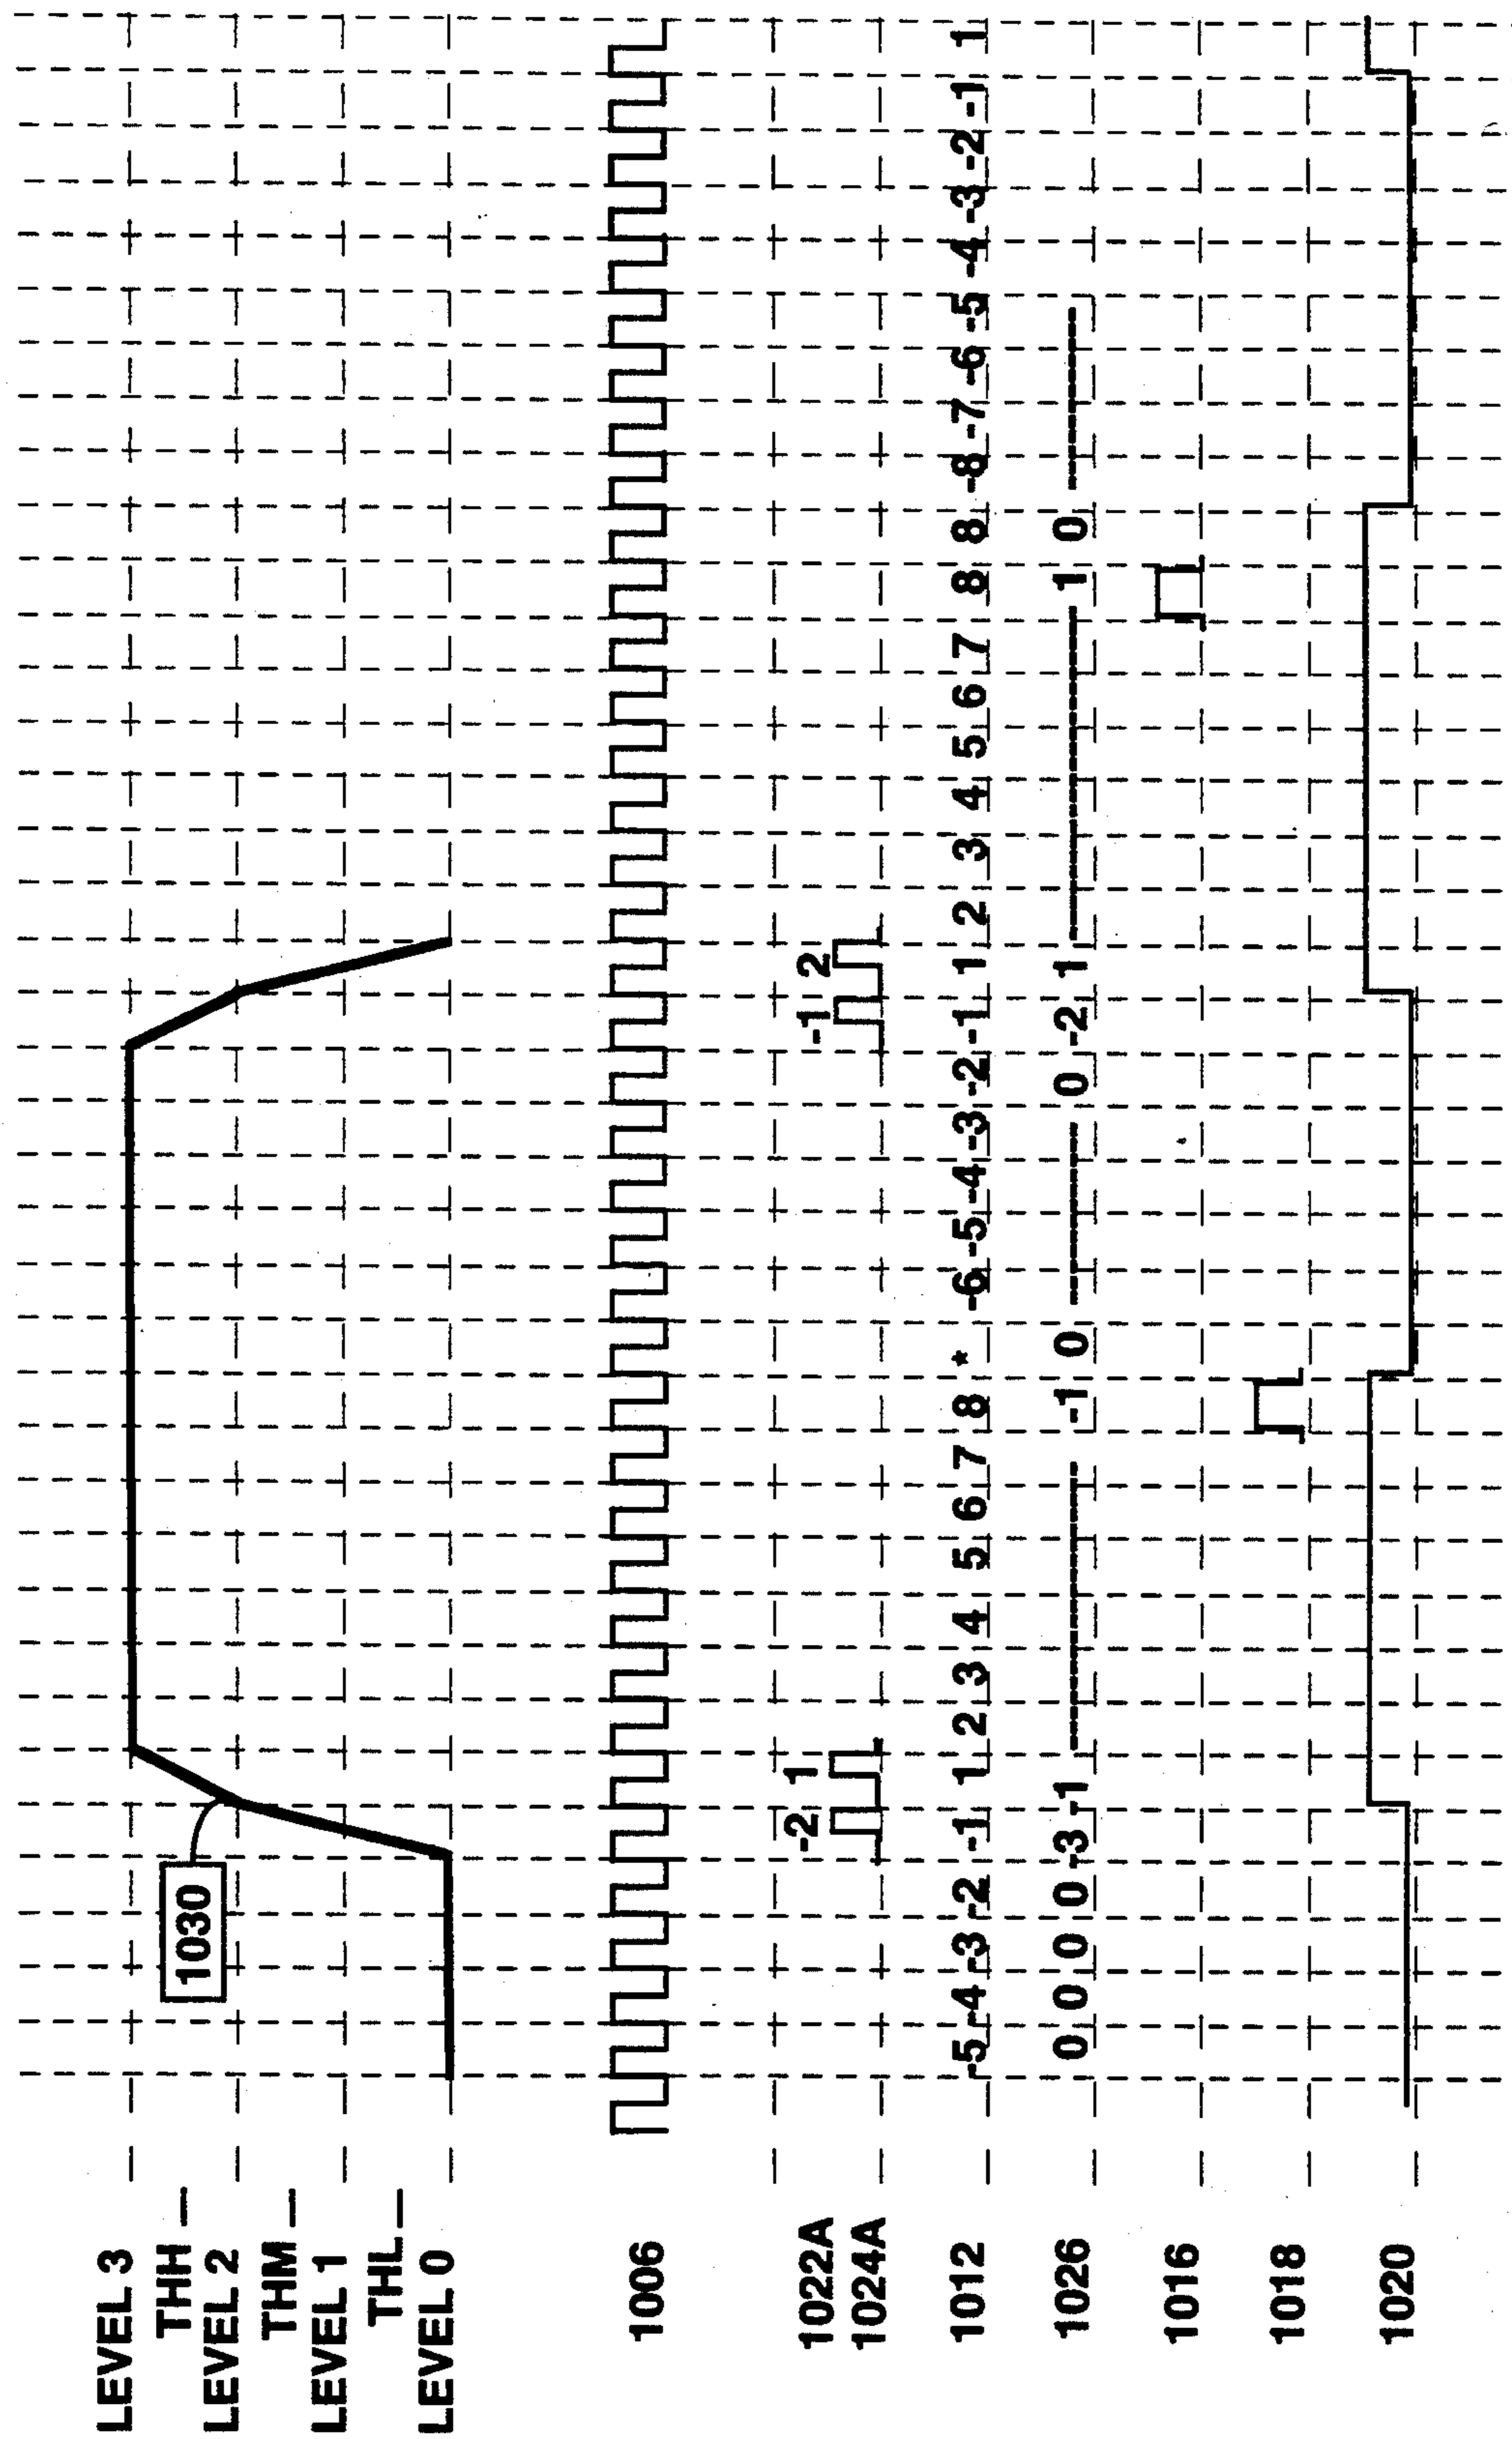 LEVEL 3
THH
1030
LEVEL 2
THM
LEVEL 1
THL
LEVEL 0
1006
1022A -2 1 -1 2
1024A
1012 -5 -4 -3 -2 -1 1 2 3 4 5 6 7 8 * -6 -5 -4 -3 -2 -1 1 2 3 4 5 6 7 8 8 -8 -7 -6 -5 -4 -3 -2 -1 1
1026 0 0 0 0 -3 -1 -1 0 0 -2 1 1 0
1016
1018
1020